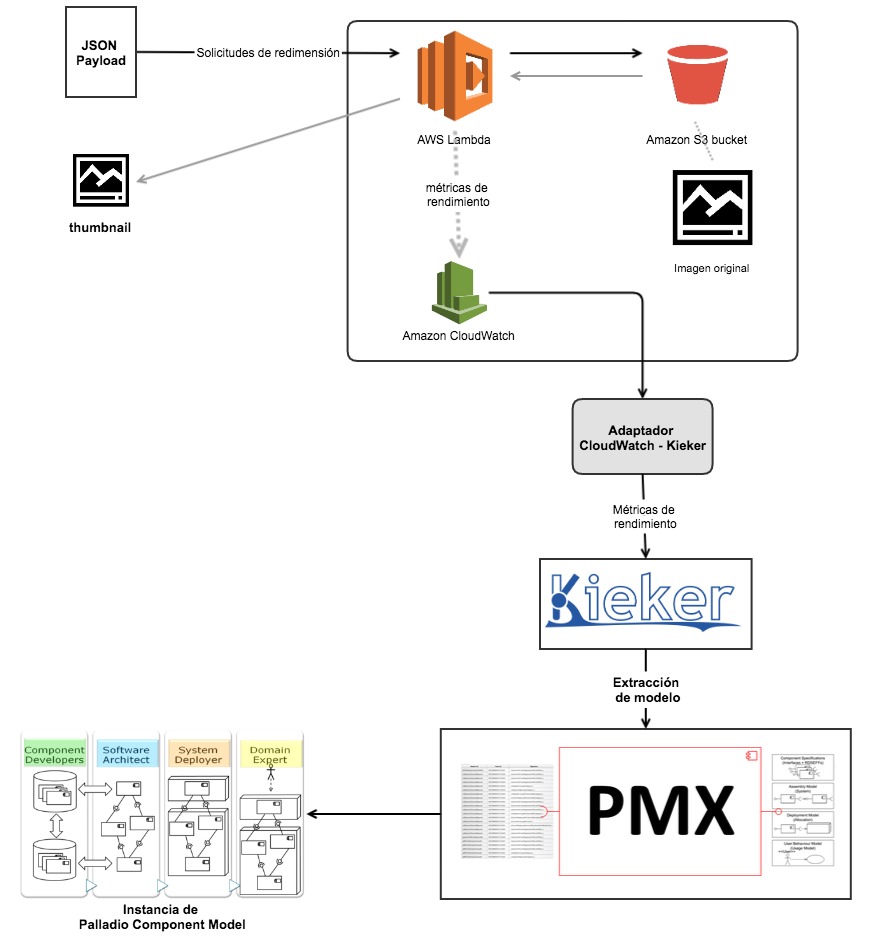 JSON
Payload
Solicitudes de redimensión
AWS Lambda
Amazon S3 bucket
thumbnail
métricas de
rendimiento
Imagen original
Amazon CloudWatch
Adaptador
CloudWatch - Kieker
Métricas de
rendimiento
Kieker
Extracción
de modelo
Component
Developers
Software
Architect
System
Deployer
Domain
Expert
PMX
Component Specifications
(Interfaces + RDSEFFs)
Assembly Model
(System)
Deployment Model
(Allocation)
User Behaviour Model
(Usage Model)
Instancia de
Palladio Component Model